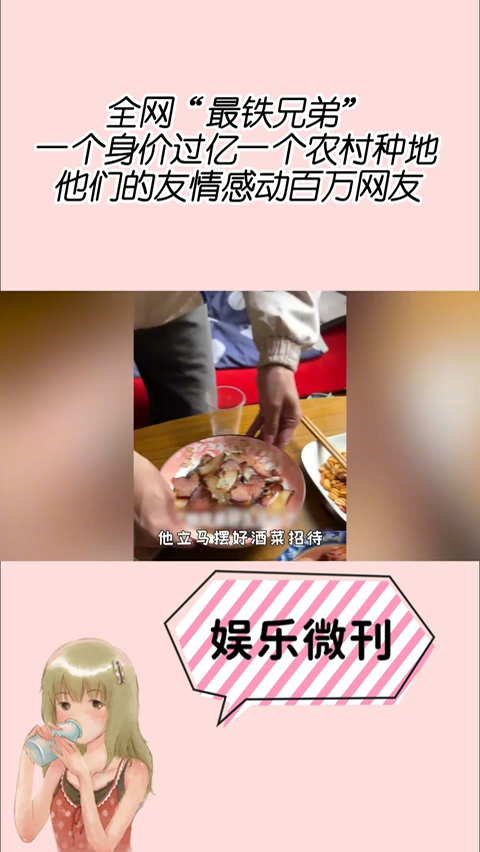 全网“最铁兄弟”
一个身价过亿一个农村种地
他们的友情感动百万网友
他立马摆好酒菜招待
娱乐微刊